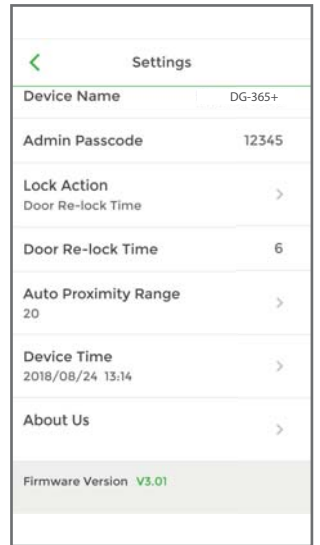 Settings
Device Name DG-365+
Admin Passcode 12345
Lock Action
Door Re-lock Time
Door Re-lock Time 6
Auto Proximity Range
20
Device Time
2018/08/24 13:14
About Us
Firmware Version V3.01